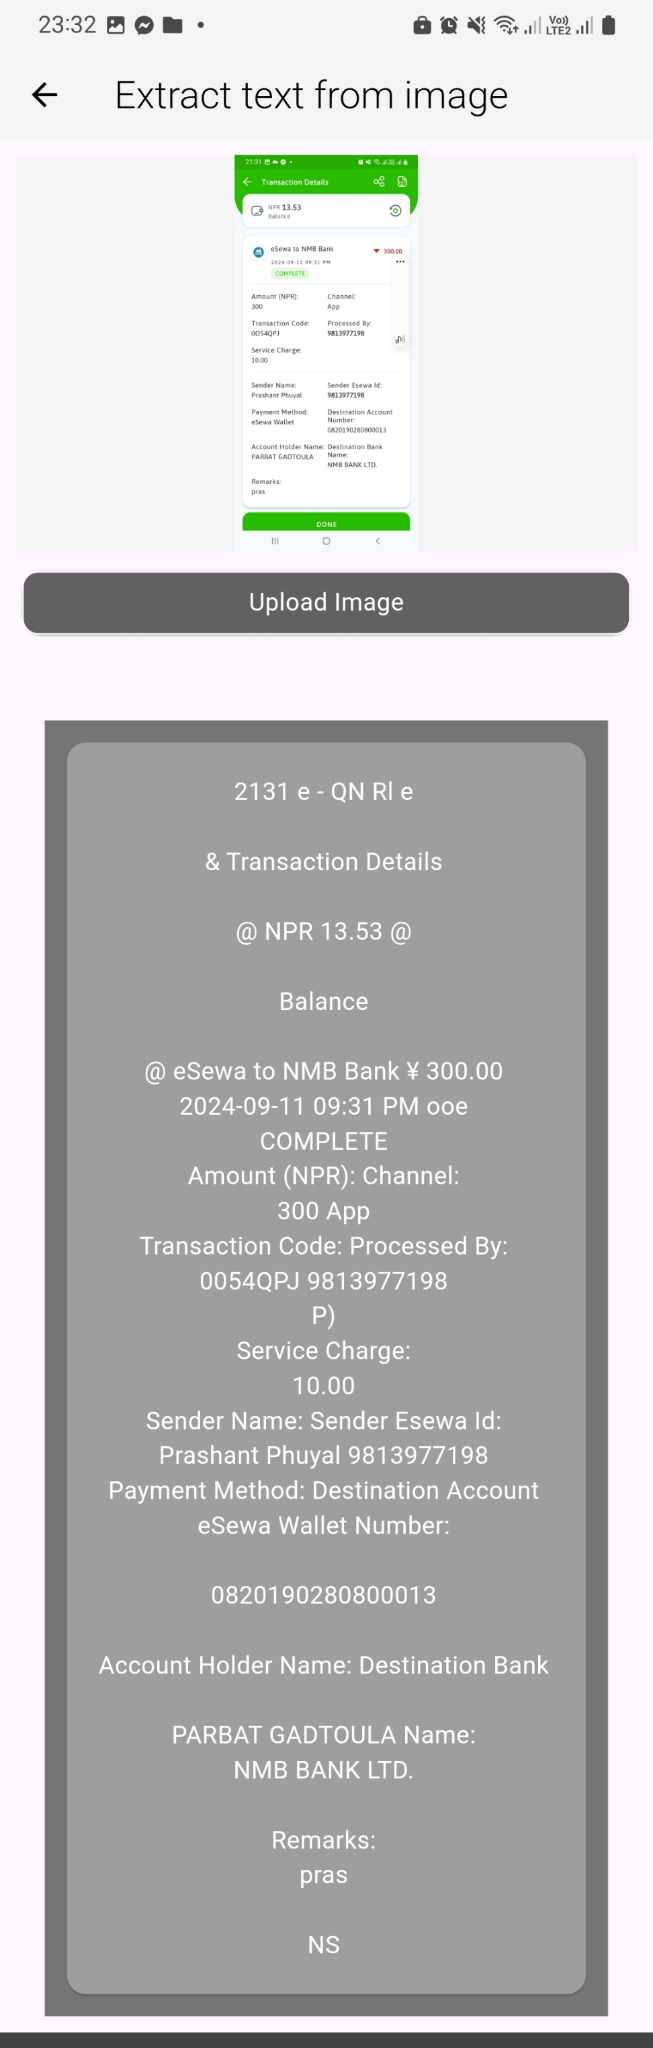 23:32
Vo))
LTE2
Extract text from image
21:31
Transaction Details
NPR 13.53
Balance
eSewa to NMB Bank
300.00
2024-09-11 09:31 PM
COMPLETE
Amount (NPR): Channel:
300 App
Transaction Code: Processed By:
0054QPJ 9813977198
Service Charge:
10.00
Sender Name: Sender Esewa Id:
Prashant Phuyal 9813977198
Payment Method: Destination Account
eSewa Wallet Number:
0820190280800013
Account Holder Name: Destination Bank
PARBAT GADTOULA Name:
NMB BANK LTD.
Remarks:
pras
DONE
Upload Image
2131 e - QN Rl e
& Transaction Details
@ NPR 13.53 @
Balance
@ eSewa to NMB Bank ¥ 300.00
2024-09-11 09:31 PM ooe
COMPLETE
Amount (NPR): Channel:
300 App
Transaction Code: Processed By:
0054QPJ 9813977198
P)
Service Charge:
10.00
Sender Name: Sender Esewa Id:
Prashant Phuyal 9813977198
Payment Method: Destination Account
eSewa Wallet Number:
0820190280800013
Account Holder Name: Destination Bank
PARBAT GADTOULA Name:
NMB BANK LTD.
Remarks:
pras
NS